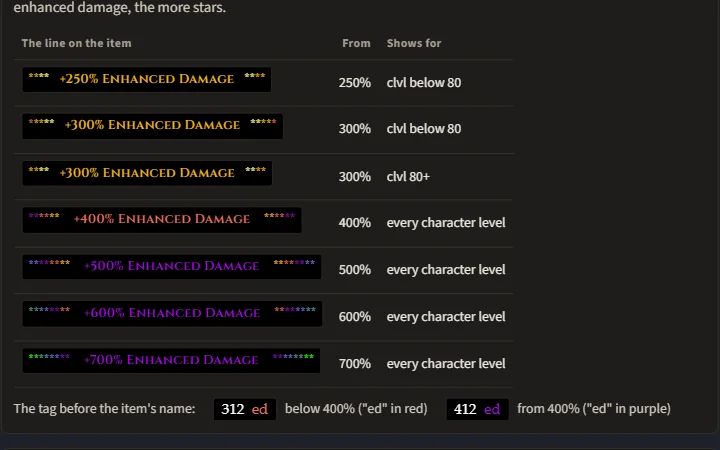 enhanced damage, the more stars.
The line on the item From Shows for
**** +250% Enhanced Damage **** 250% clvl below 80
***** +300% Enhanced Damage ***** 300% clvl below 80
**** +300% Enhanced Damage **** 300% clvl 80+
****** +400% Enhanced Damage ****** 400% every character level
******** +500% Enhanced Damage ******** 500% every character level
******** +600% Enhanced Damage ******** 600% every character level
******** +700% Enhanced Damage ******** 700% every character level
The tag before the item's name: 312 ed below 400% ("ed" in red) 412 ed from 400% ("ed" in purple)